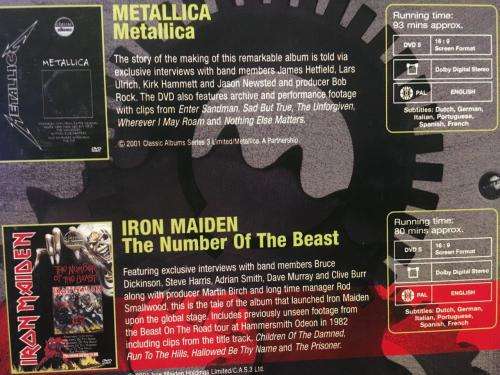 METALLICA
Metallica
The story of the making of this remarkable album is told via
exclusive interviews with band members James Hetfield, Lars
Ulrich, Kirk Hammett and Jason Newsted and producer Bob
Rock. The DVD also features archive and performance footage
with clips from Enter Sandman, Sad But True, The Unforgiven,
Wherever I May Roam and Nothing Else Matters.
© 2001 Classic Albums Series 3 Limited/Metallica. A Partnership
METALLICA
METALLICA
Running time:
93 mins approx.
DVD 5
16 : 9
Screen Format
Dolby Digital Stereo
PAL
ENGLISH
Subtitles: Dutch, German,
Italian, Portuguese,
Spanish, French
IRON MAIDEN
The Number Of The Beast
Featuring exclusive interviews with band members Bruce
Dickinson, Steve Harris, Adrian Smith, Dave Murray and Clive Burr
along with producer Martin Birch and long time manager Rod
Smallwood, this is the tale of the album that launched Iron Maiden
upon the global stage. Includes previously unseen footage from
the Beast On The Road tour at Hammersmith Odeon in 1982
including clips from the title track, Children Of The Damned,
Run To The Hills, Hallowed Be Thy Name and The Prisoner.
2001 Iron Maiden Holdings Limited/C.A.S.3 Ltd.
IRON MAIDEN
Running time:
80 mins approx.
DVD 5
16 : 9
Screen Format
Dolby Digital Stereo
PAL
ENGLISH
Subtitles: Dutch, German,
Italian, Portuguese,
Spanish, French